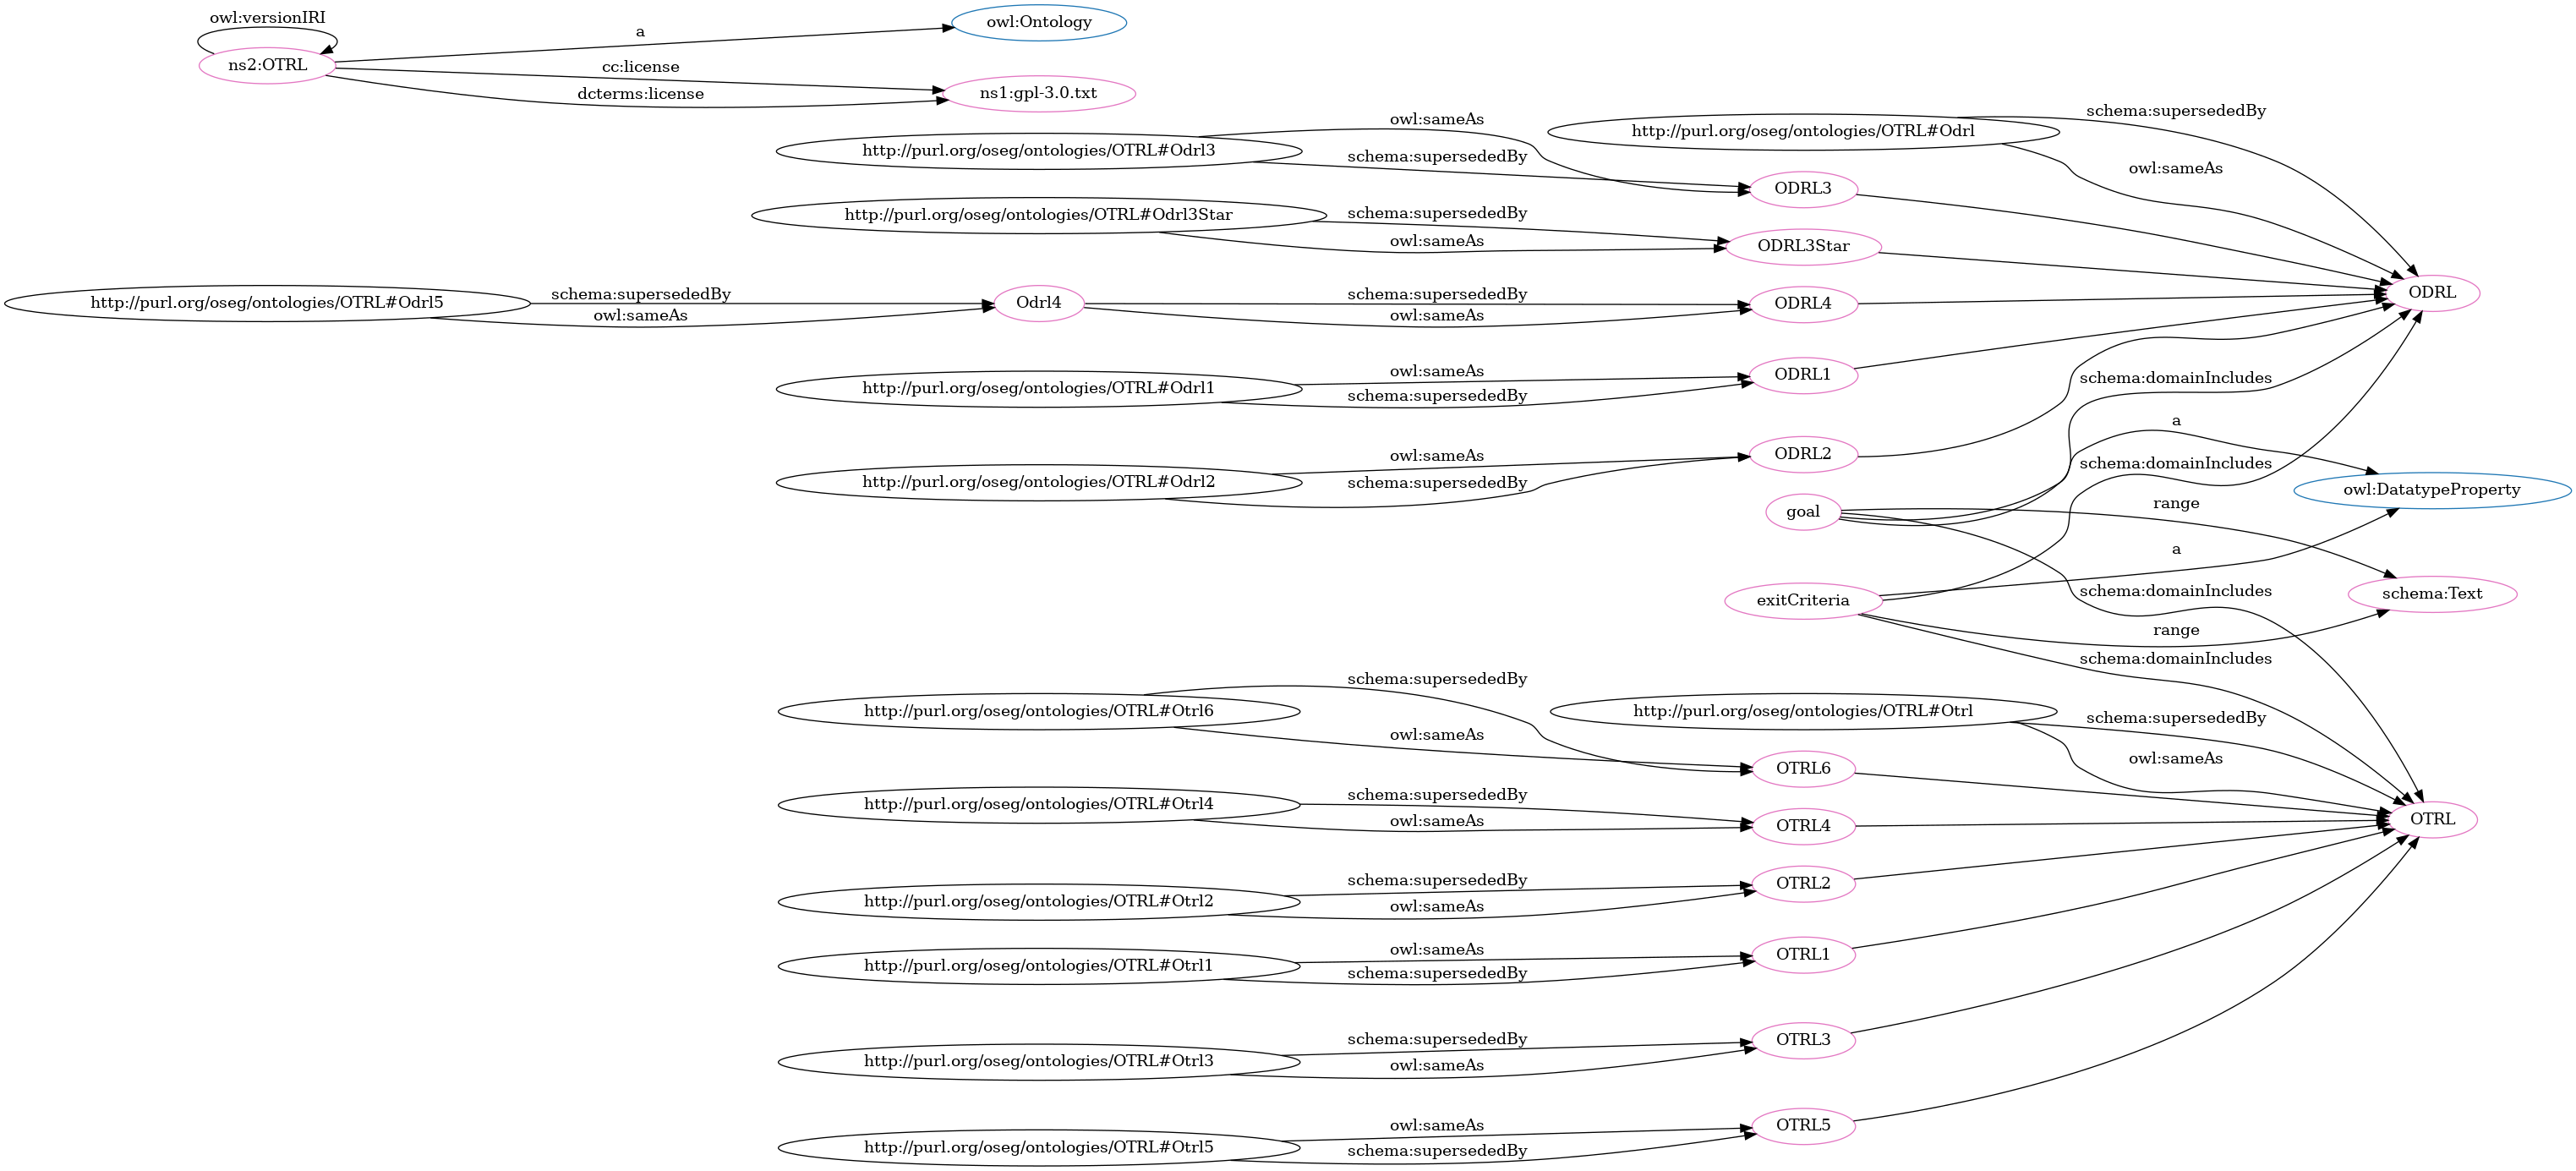 owl:versionIRI
ns2:OTRL
a
owl:Ontology
cc:license
dcterms:license
ns1:gpl-3.0.txt
http://purl.org/oseg/ontologies/OTRL#Odrl3
owl:sameAs
schema:supersededBy
ODRL3
http://purl.org/oseg/ontologies/OTRL#Odrl
schema:supersededBy
owl:sameAs
http://purl.org/oseg/ontologies/OTRL#Odrl3Star
schema:supersededBy
owl:sameAs
ODRL3Star
ODRL
http://purl.org/oseg/ontologies/OTRL#Odrl5
schema:supersededBy
owl:sameAs
Odrl4
schema:supersededBy
owl:sameAs
ODRL4
http://purl.org/oseg/ontologies/OTRL#Odrl1
owl:sameAs
schema:supersededBy
ODRL1
http://purl.org/oseg/ontologies/OTRL#Odrl2
owl:sameAs
schema:supersededBy
ODRL2
schema:domainIncludes
a
schema:domainIncludes
owl:DatatypeProperty
goal
range
a
schema:domainIncludes
schema:Text
exitCriteria
range
schema:domainIncludes
http://purl.org/oseg/ontologies/OTRL#Otrl6
schema:supersededBy
owl:sameAs
OTRL6
http://purl.org/oseg/ontologies/OTRL#Otrl
schema:supersededBy
owl:sameAs
OTRL
http://purl.org/oseg/ontologies/OTRL#Otrl4
schema:supersededBy
owl:sameAs
OTRL4
http://purl.org/oseg/ontologies/OTRL#Otrl2
schema:supersededBy
owl:sameAs
OTRL2
http://purl.org/oseg/ontologies/OTRL#Otrl1
owl:sameAs
schema:supersededBy
OTRL1
http://purl.org/oseg/ontologies/OTRL#Otrl3
schema:supersededBy
owl:sameAs
OTRL3
http://purl.org/oseg/ontologies/OTRL#Otrl5
owl:sameAs
schema:supersededBy
OTRL5